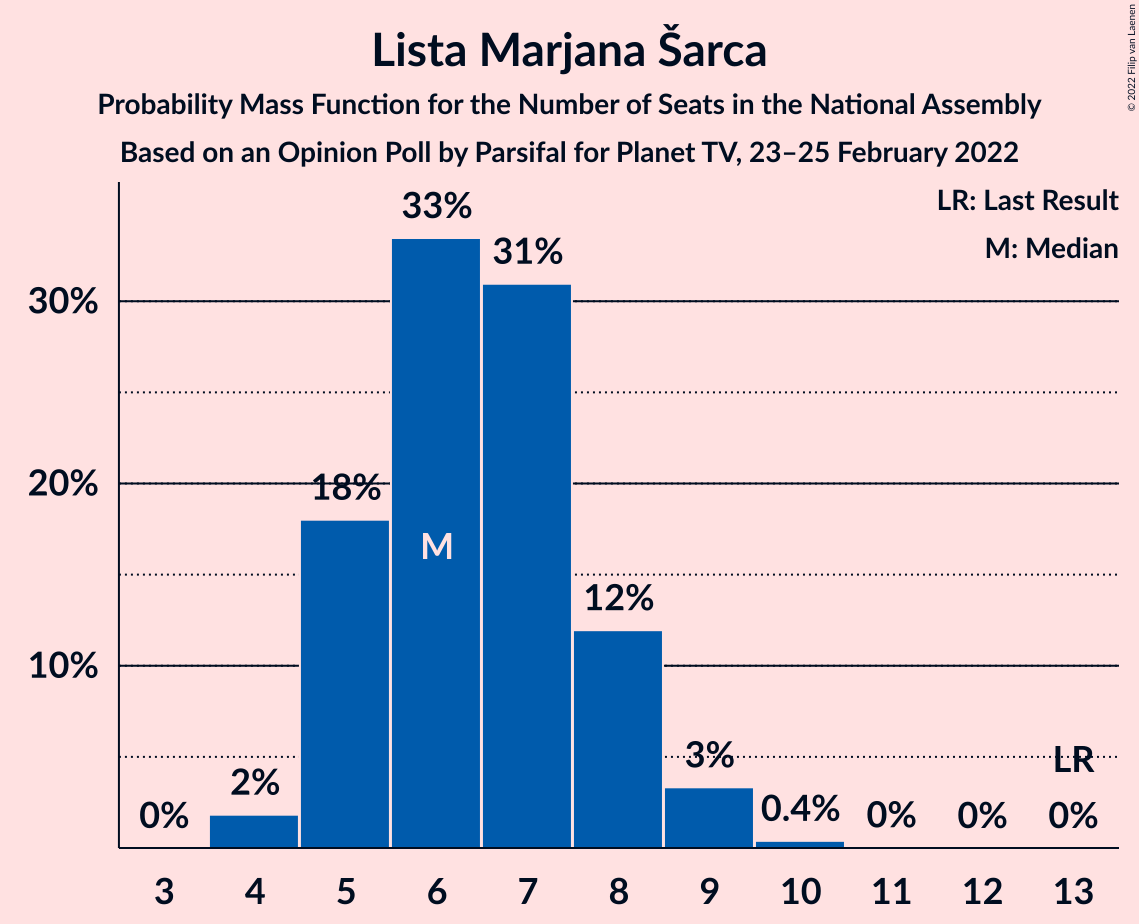 Lista Marjana Šarca
Probability Mass Function for the Number of Seats in the National Assembly
Based on an Opinion Poll by Parsifal for Planet TV, 23–25 February 2022
© 2022 Filip van Laenen
LR: Last Result
M: Median
33%
31%
30%
20%
18%
M
12%
10%
3%
LR
2%
0%
0.4%
0%
0%
0%
3 4 5 6 7 8 9 10 11 12 13